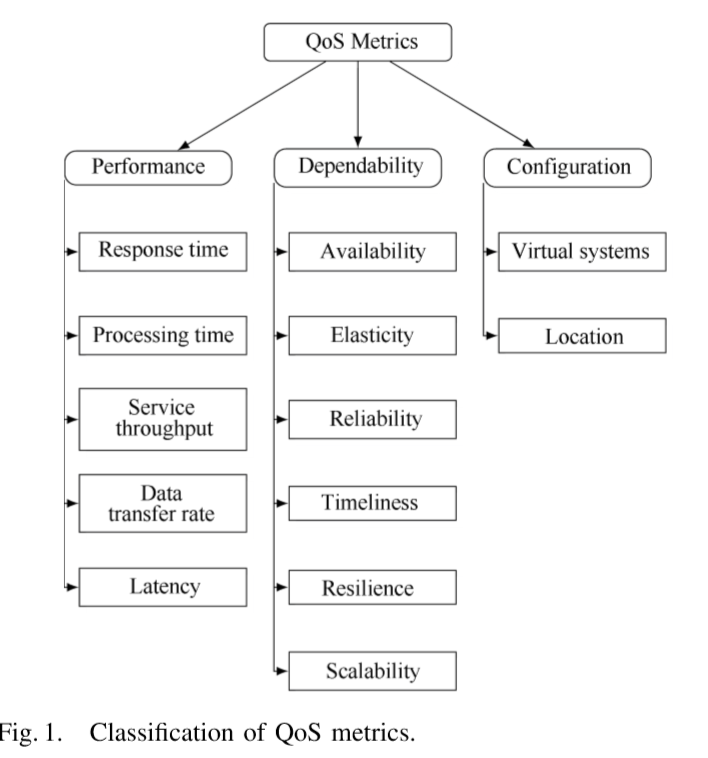 QoS Metrics
Performance
Dependability
Configuration
Response time
Availability
Virtual systems
Processing time
Elasticity
Location
Service
throughput
Reliability
Data
transfer rate
Timeliness
Latency
Resilience
Scalability
Fig. 1. Classification of QoS metrics.